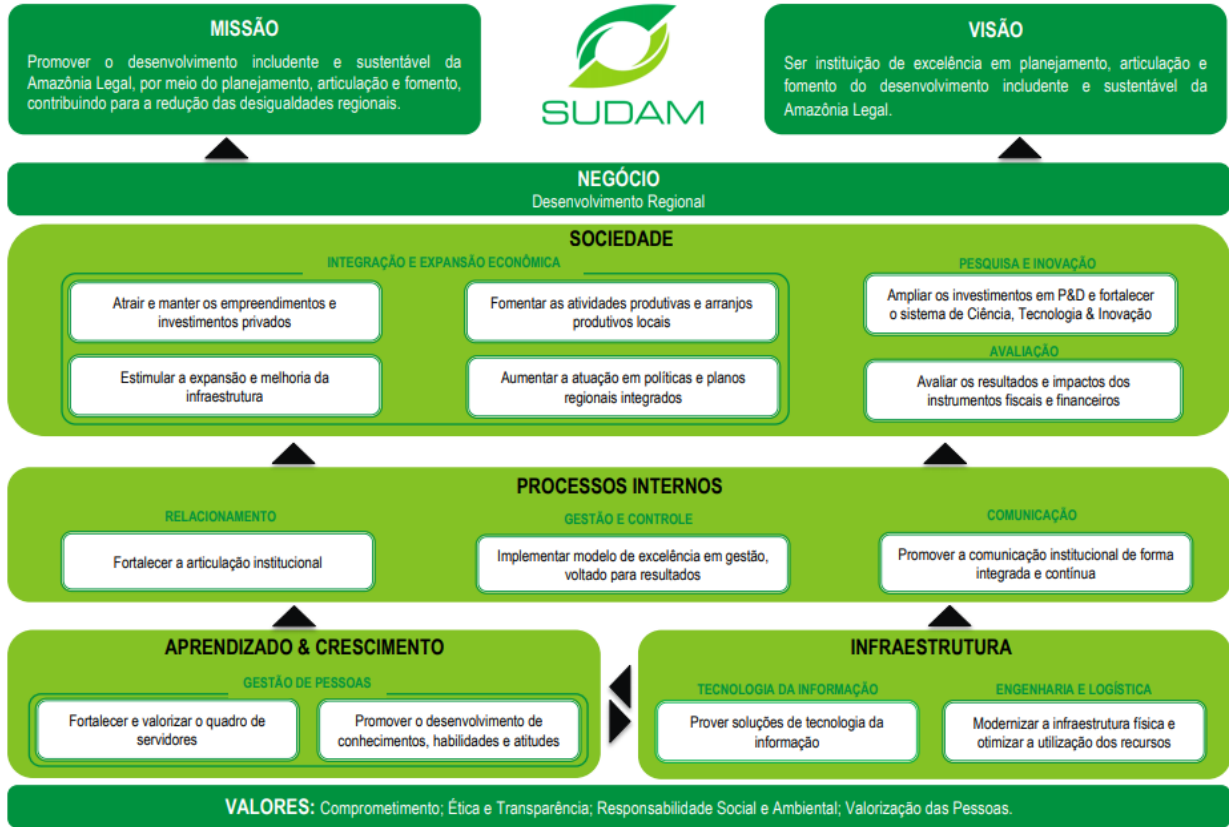 MISSÃO
Promover o desenvolvimento includente e sustentável da
Amazônia Legal, por meio do planejamento, articulação e fomento,
contribuindo para a redução das desigualdades regionais.
SUDAM
VISÃO
Ser instituição de excelência em planejamento, articulação e
fomento do desenvolvimento includente e sustentável da
Amazônia Legal.
NEGÓCIO
Desenvolvimento Regional
SOCIEDADE
INTEGRAÇÃO E EXPANSÃO ECONÔMICA
Atrair e manter os empreendimentos e
investimentos privados
Fomentar as atividades produtivas e arranjos
produtivos locais
Estimular a expansão e melhoria da
infraestrutura
Aumentar a atuação em políticas e planos
regionais integrados
PESQUISA E INOVAÇÃO
Ampliar os investimentos em P&D e fortalecer
o sistema de Ciência, Tecnologia & Inovação
AVALIAÇÃO
Avaliar os resultados e impactos dos
instrumentos fiscais e financeiros
PROCESSOS INTERNOS
RELACIONAMENTO
Fortalecer a articulação institucional
GESTÃO E CONTROLE
Implementar modelo de excelência em gestão,
voltado para resultados
COMUNICAÇÃO
Promover a comunicação institucional de forma
integrada e contínua
APRENDIZADO & CRESCIMENTO
GESTÃO DE PESSOAS
Fortalecer e valorizar o quadro de
servidores
Promover o desenvolvimento de
conhecimentos, habilidades e atitudes
INFRAESTRUTURA
TECNOLOGIA DA INFORMAÇÃO
Prover soluções de tecnologia da
informação
ENGENHARIA E LOGÍSTICA
Modernizar a infraestrutura física e
otimizar a utilização dos recursos
VALORES: Comprometimento; Ética e Transparência; Responsabilidade Social e Ambiental; Valorização das Pessoas.